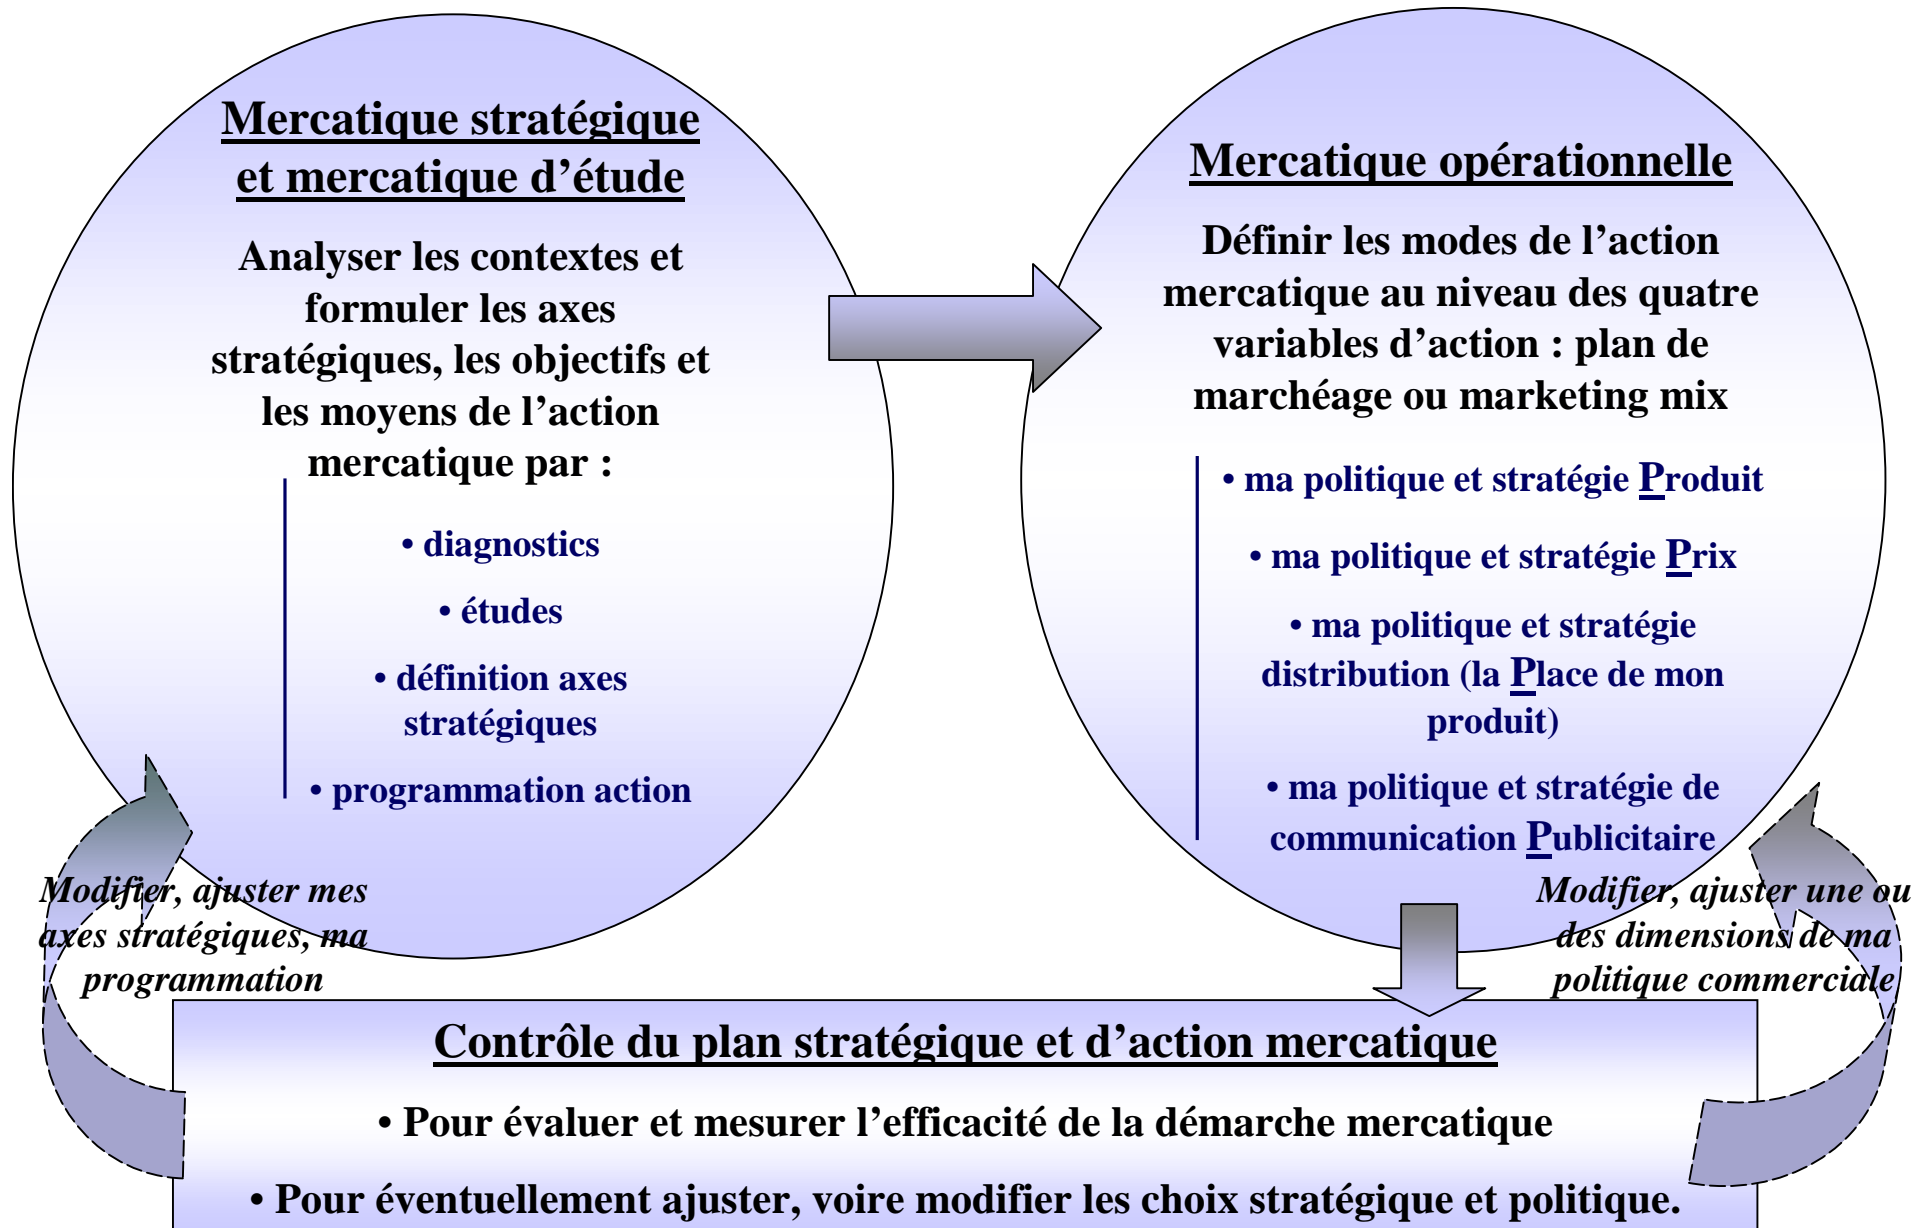 Mercatique stratégique
et mercatique d’étude
Analyser les contextes et
formuler les axes
stratégiques, les objectifs et
les moyens de l’action
mercatique par :
• diagnostics
• études
• définition axes
stratégiques
• programmation action
Mercatique opérationnelle
Définir les modes de l’action
mercatique au niveau des quatre
variables d’action : plan de
marchéage ou marketing mix
• ma politique et stratégie Produit
• ma politique et stratégie Prix
• ma politique et stratégie
distribution (la Place de mon
produit)
• ma politique et stratégie de
communication Publicitaire
Modifier, ajuster mes
axes stratégiques, ma
programmation
Modifier, ajuster une ou
des dimensions de ma
politique commerciale
Contrôle du plan stratégique et d’action mercatique
• Pour évaluer et mesurer l’efficacité de la démarche mercatique
• Pour éventuellement ajuster, voire modifier les choix stratégique et politique.